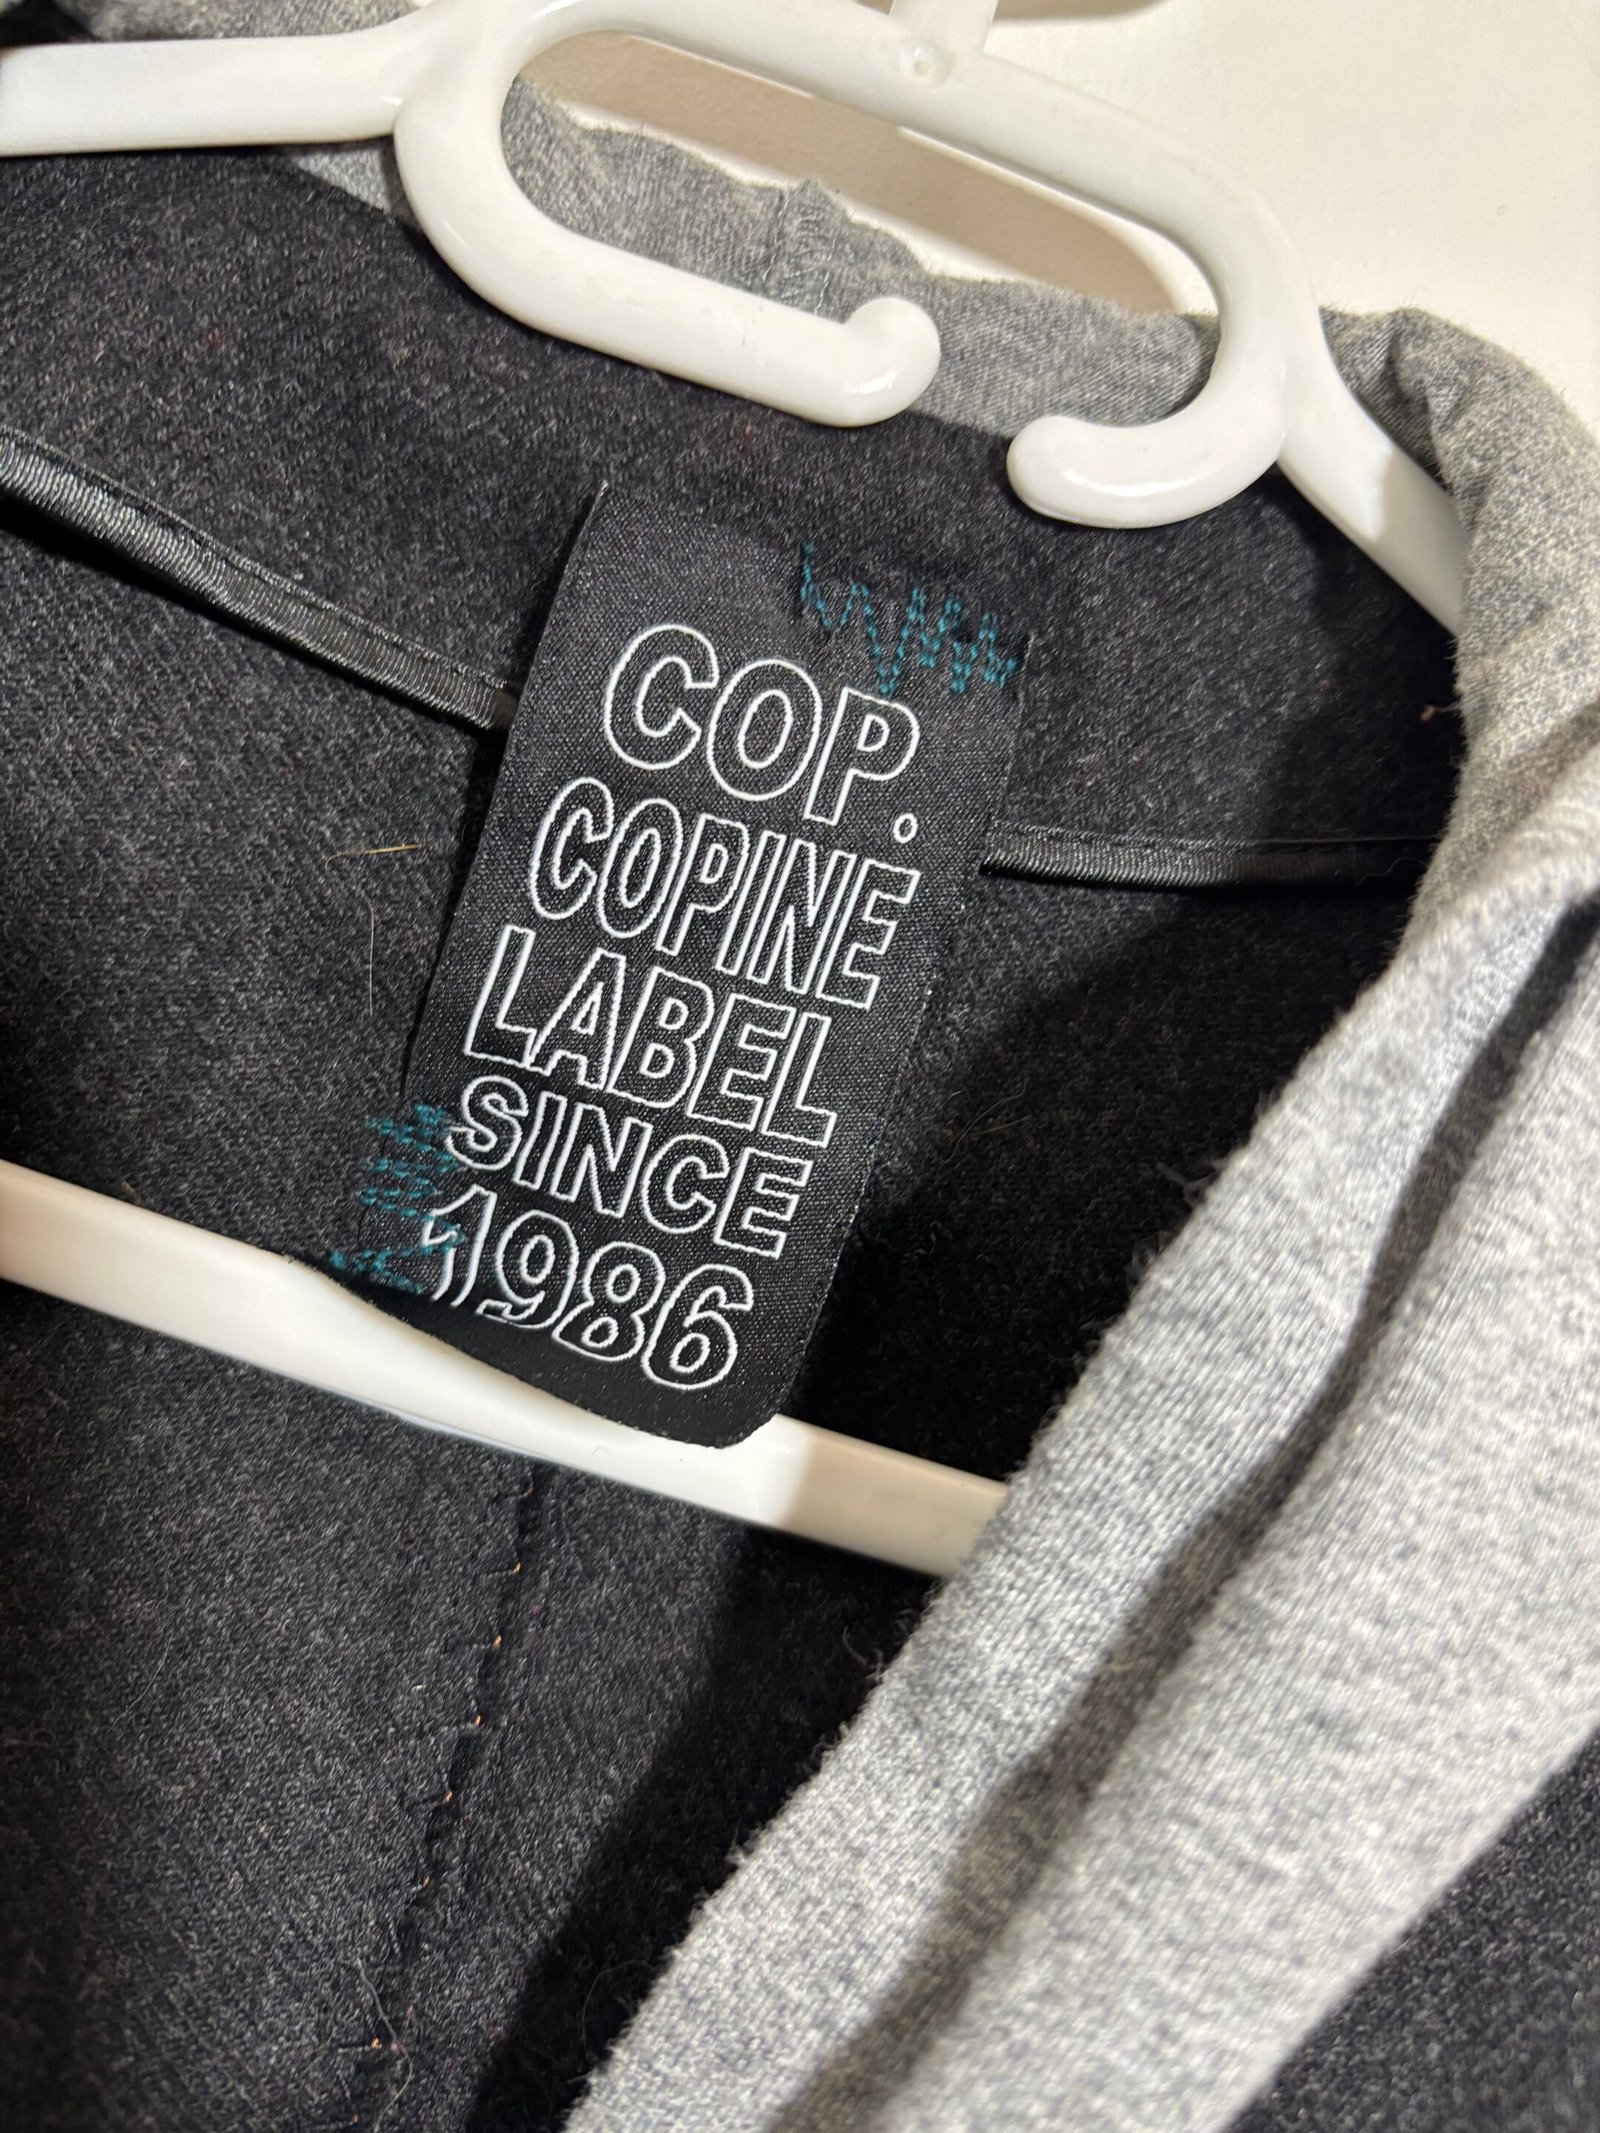 COP.
COPINE
LABEL
SINCE
1986